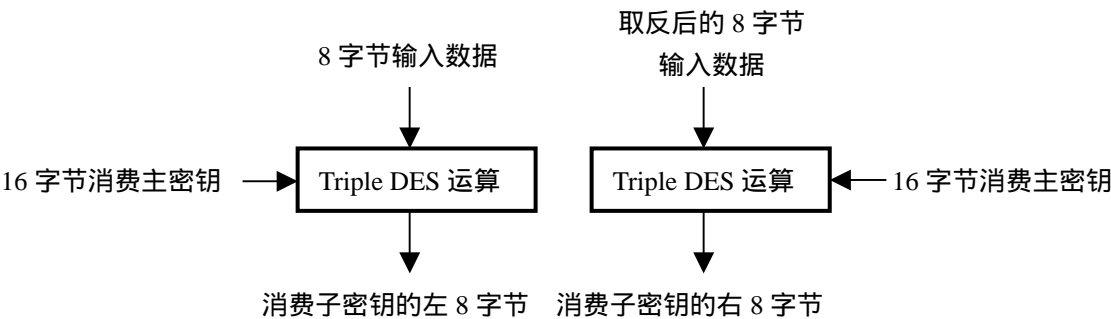 8 字节输入数据
取反后的 8 字节
输入数据
16 字节消费主密钥
Triple DES 运算
Triple DES 运算
16 字节消费主密钥
消费子密钥的左 8 字节
消费子密钥的右 8 字节